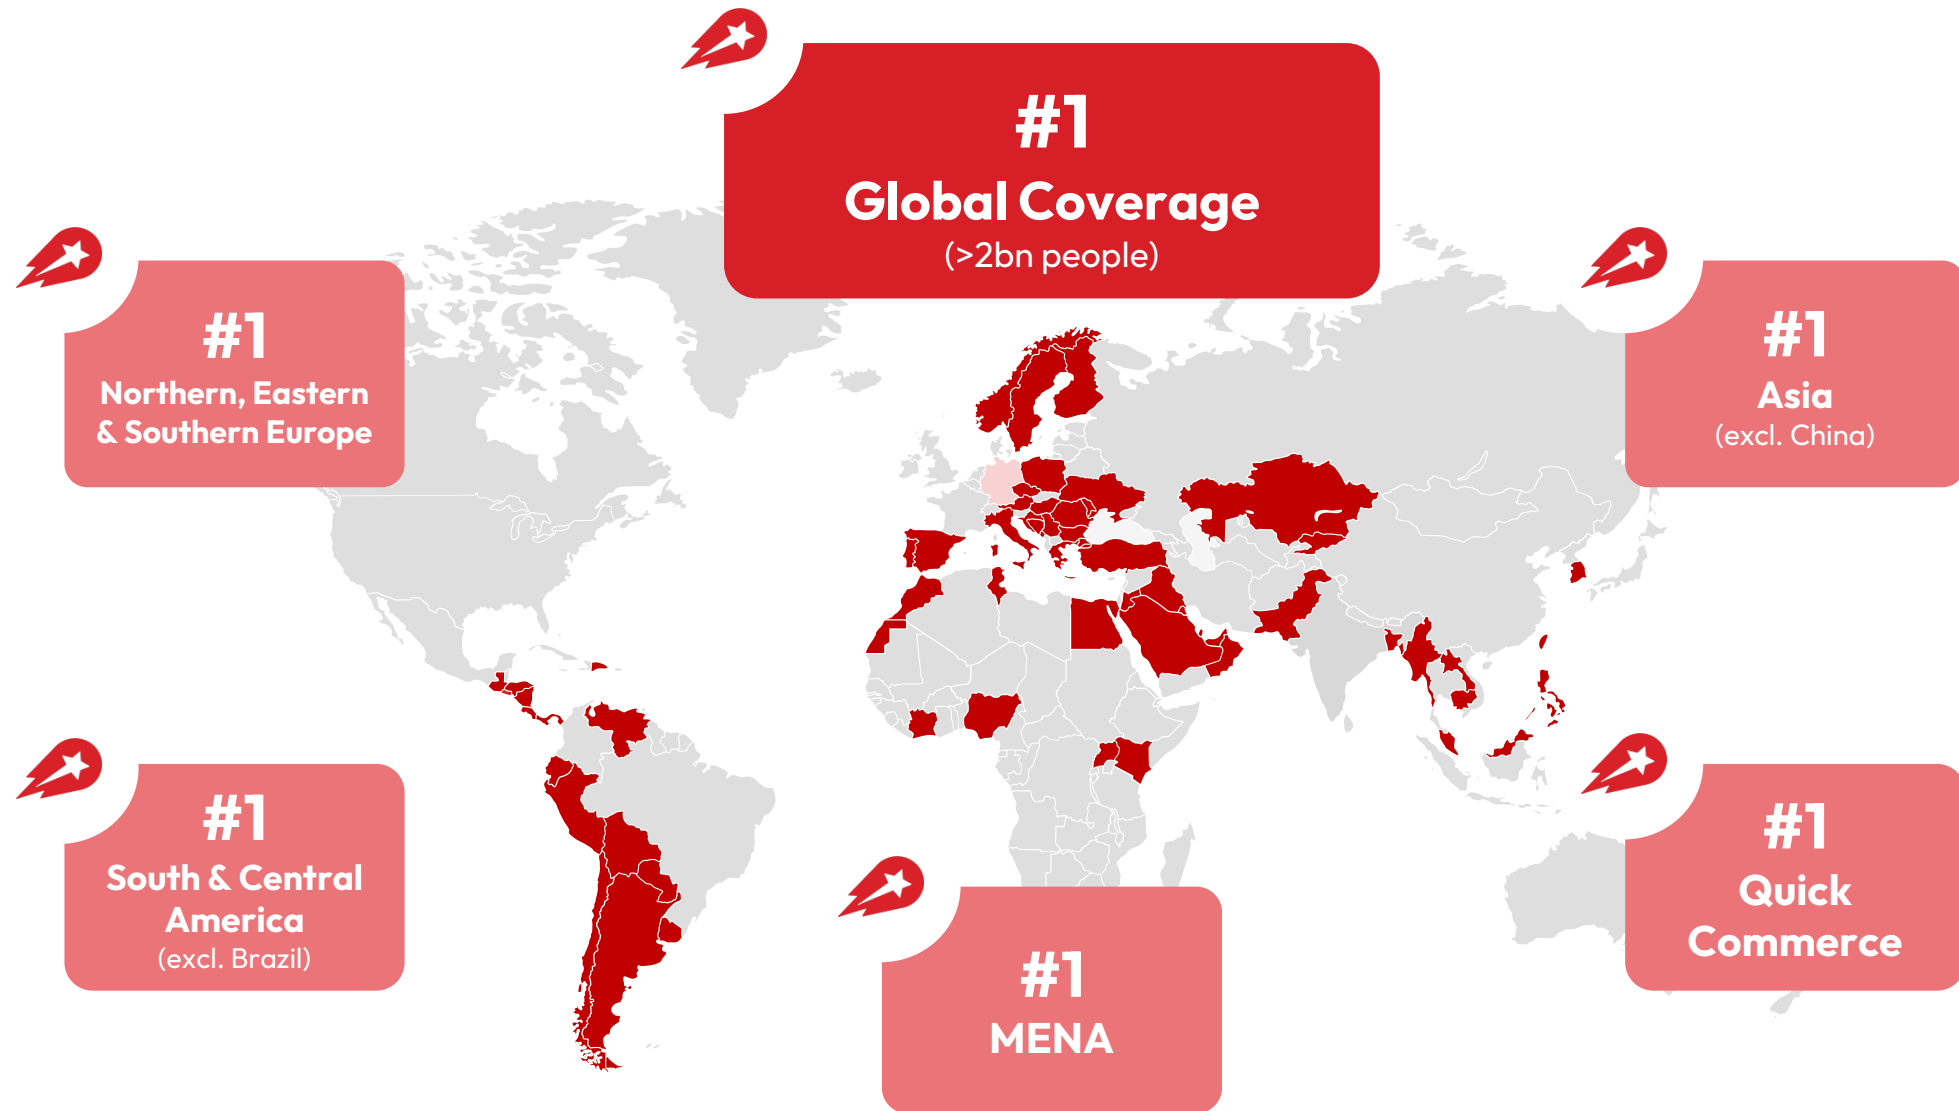 #1
Global Coverage
(>2bn people)
#1
Northern, Eastern
& Southern Europe
#1
Asia
(excl. China)
#1
South & Central
America
(excl. Brazil)
#1
MENA
#1
Quick
Commerce